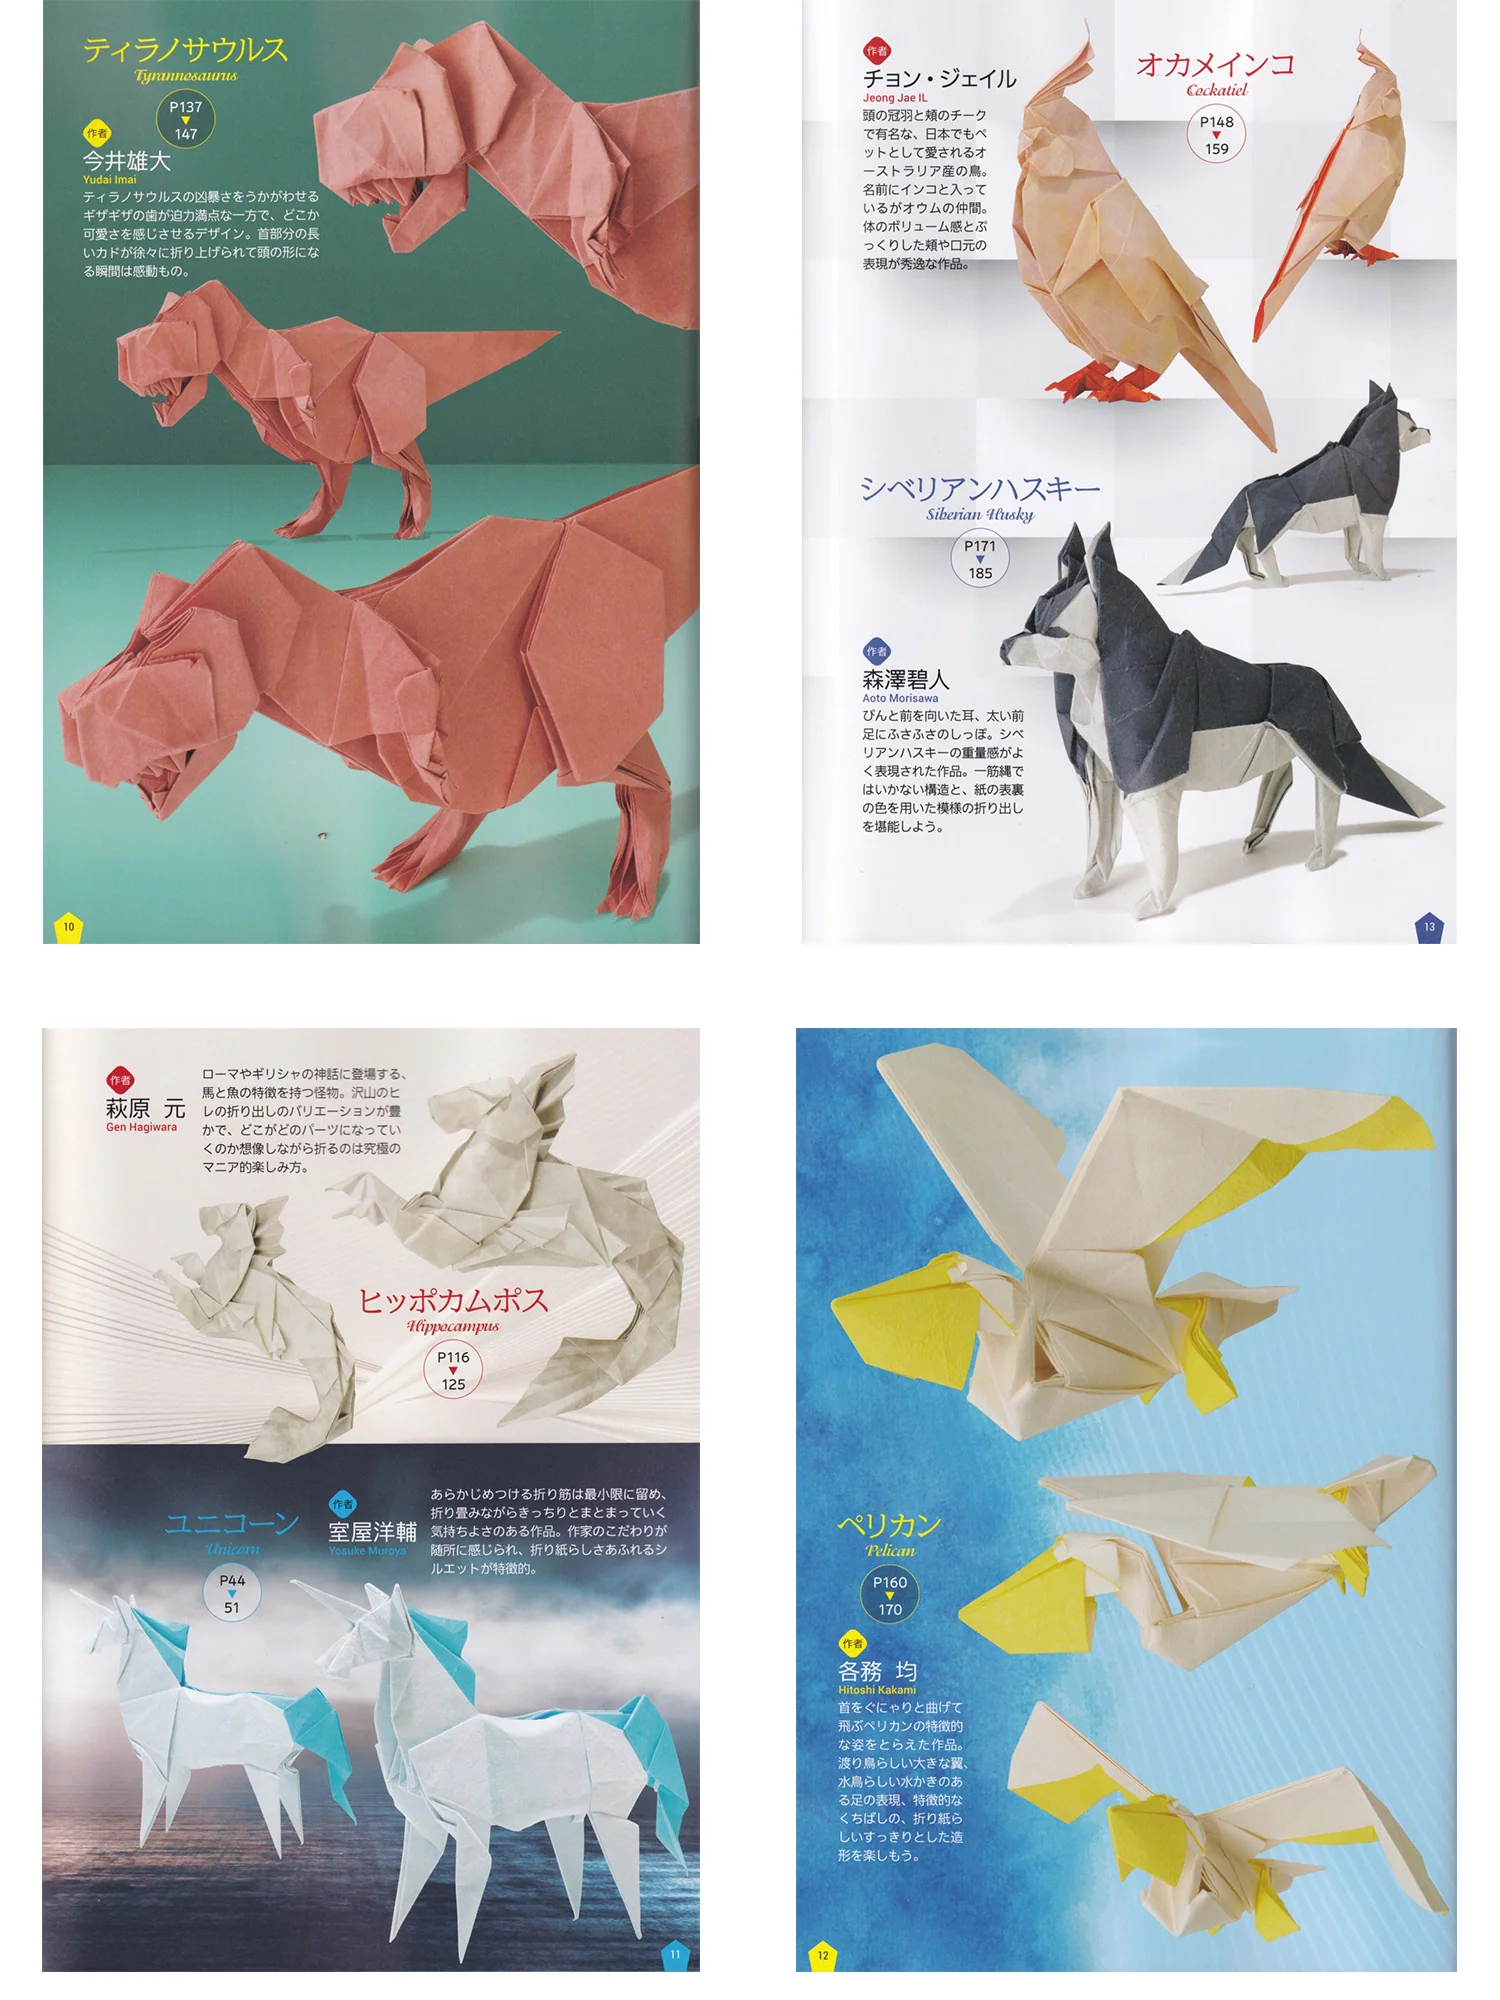 ティラノサウルス
Tyrannosaurus
P137
147
作者
今井雄大
Yudai Imai
ティラノサウルスの凶暴さをうかがわせる
ギザギザの歯が迫力満点な一方で、どこか
可愛さを感じさせるデザイン。首部分の長
いカドが徐々に折り上げられて頭の形にな
る瞬間は感動もの。
10
作者
チョン・ジェイル
Jeong Jae IL
頭の冠羽と頬のチーク
で有名な、日本でもペ
ットとして愛されるオ
ーストラリア産の鳥。
名前にインコと入って
いるがオウムの仲間。
体のボリューム感とぷ
っくりした頬や口元の
表現が秀逸な作品。
オカメインコ
Cockatiel
P148
159
シベリアンハスキー
Siberian Husky
P171
185
作者
森澤碧人
Aoto Morisawa
ぴんと前を向いた耳、太い前
足にふさふさのしっぽ。シベ
リアンハスキーの重量感がよ
く表現された作品。一筋縄で
はいかない構造と、紙の表裏
の色を用いた模様の折り出し
を堪能しよう。
13
作者
萩原 元
Gen Hagiwara
ローマやギリシャの神話に登場する、
馬と魚の特徴を持つ怪物。沢山のヒ
レの折り出しのバリエーションが豊
かで、どこがどのパーツになってい
くのか想像しながら折るのは究極の
マニア的楽しみ方。
ヒッポカムポス
Hippocampus
P116
125
ユニコーン
Unicorn
P44
51
作者
室屋洋輔
Yosuke Muroya
あらかじめつける折り筋は最小限に留め、
折り畳みながらきっちりとまとまっていく
気持ちよさのある作品。作家のこだわりが
随所に感じられ、折り紙らしさあふれるシ
ルエットが特徴的。
11
ペリカン
Pelican
P160
170
作者
各務 均
Hitoshi Kakami
首をぐにゃりと曲げて
飛ぶペリカンの特徴的
な姿をとらえた作品。
渡り鳥らしい大きな翼、
水鳥らしい水かきのあ
る足の表現、特徴的な
くちばしの、折り紙ら
しいすっきりとした造
形を楽しもう。
12